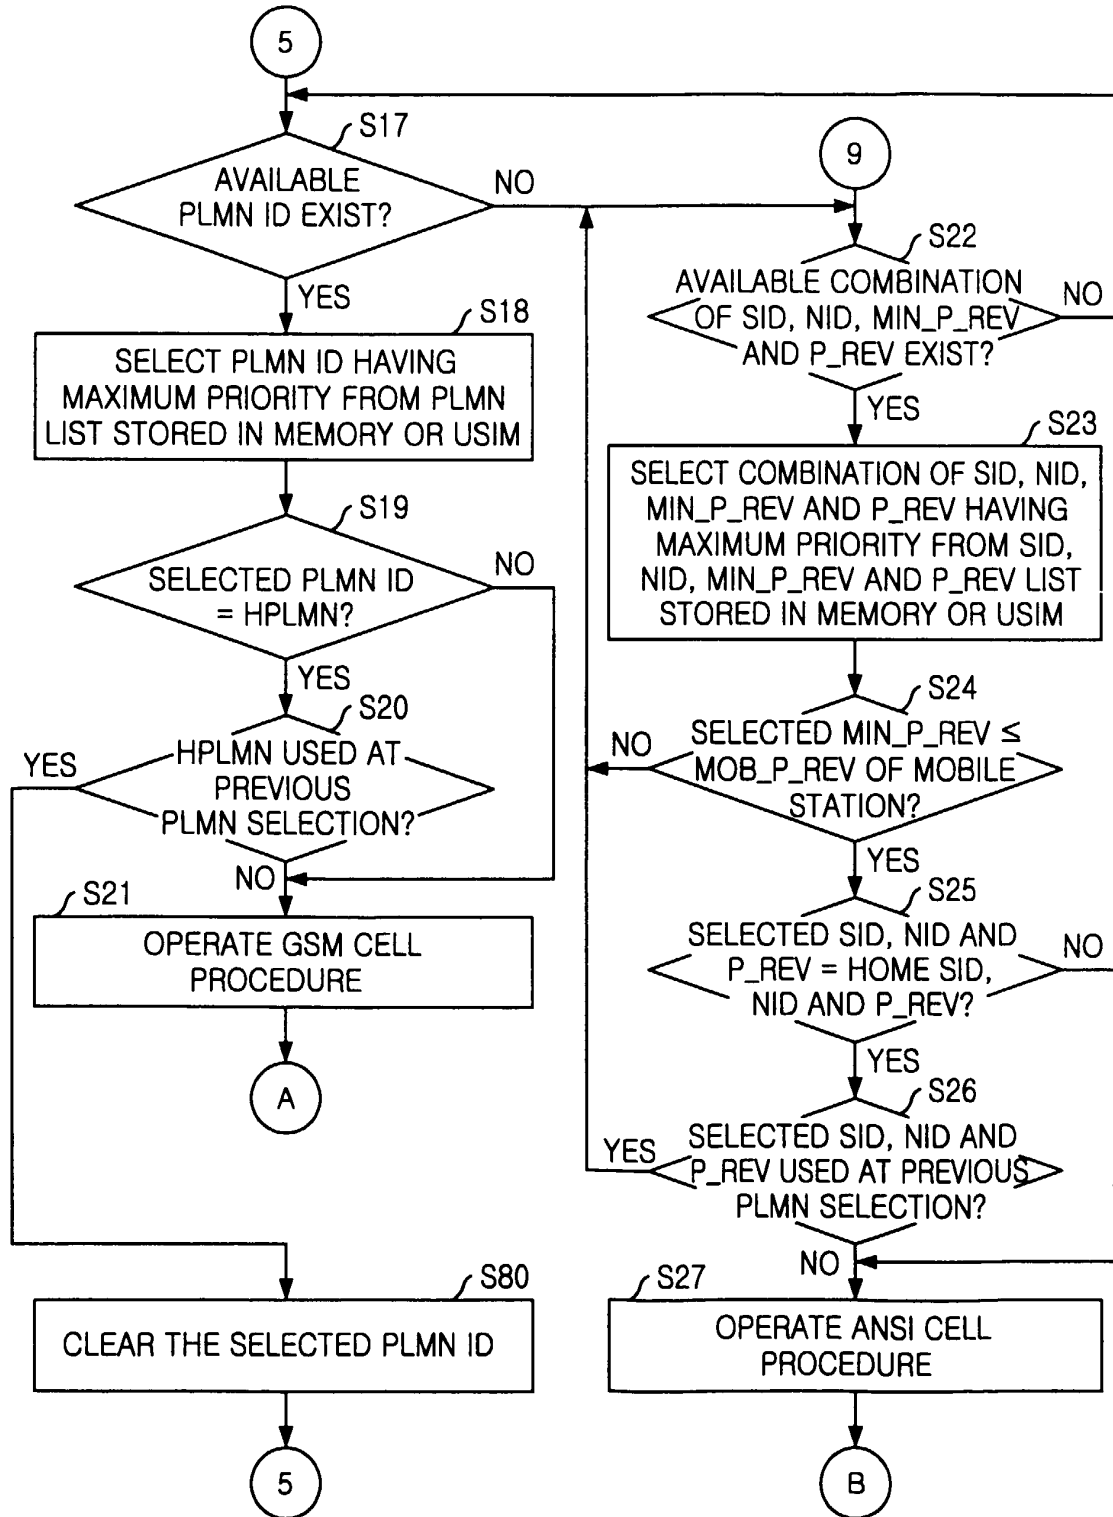 5
S17
AVAILABLE
PLMN ID EXIST?
NO
YES
S18
SELECT PLMN ID HAVING
MAXIMUM PRIORITY FROM PLMN
LIST STORED IN MEMORY OR USIM
S19
SELECTED PLMN ID
= HPLMN?
NO
YES
S20
HPLMN USED AT
PREVIOUS
PLMN SELECTION?
YES
NO
S21
OPERATE GSM CELL
PROCEDURE
A
S80
CLEAR THE SELECTED PLMN ID
5
9
S22
AVAILABLE COMBINATION
OF SID, NID, MIN_P_REV
AND P_REV EXIST?
NO
YES
S23
SELECT COMBINATION OF SID, NID,
MIN_P_REV AND P_REV HAVING
MAXIMUM PRIORITY FROM SID,
NID, MIN_P_REV AND P_REV LIST
STORED IN MEMORY OR USIM
S24
SELECTED MIN_P_REV ≤
MOB_P_REV OF MOBILE
STATION?
NO
YES
S25
SELECTED SID, NID AND
P_REV = HOME SID,
NID AND P_REV?
NO
YES
S26
SELECTED SID, NID AND
P_REV USED AT PREVIOUS
PLMN SELECTION?
YES
NO
S27
OPERATE ANSI CELL
PROCEDURE
B